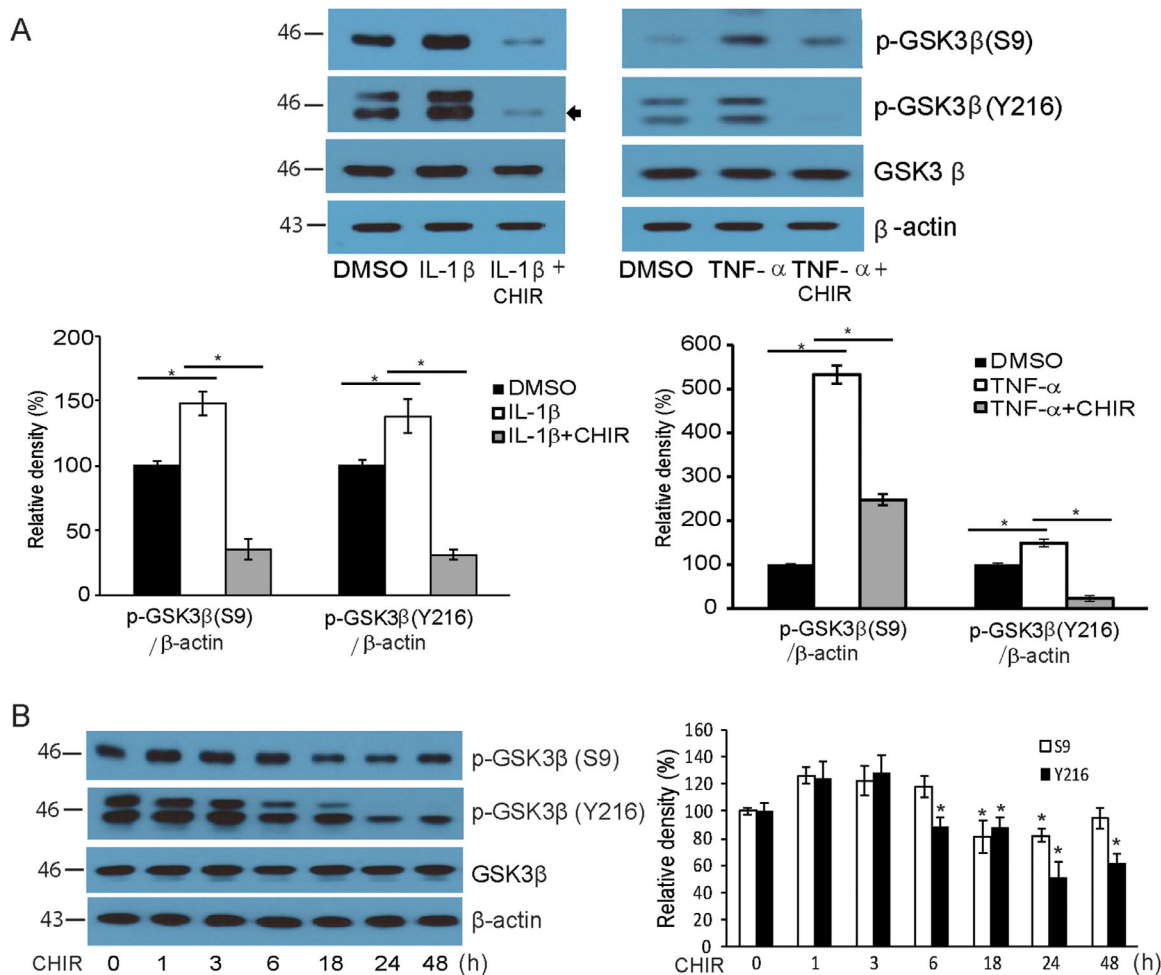 A
46
p-GSK3β(S9)
46
p-GSK3β(Y216)
46
GSK3 β
43
β-actin
DMSO IL-1β IL-1β + CHIR
DMSO TNF- α TNF- α + CHIR
200
150
100
50
0
Relative density (%)
* * * *
DMSO
IL-1β
IL-1β+CHIR
p-GSK3β(S9)
/β-actin
p-GSK3β(Y216)
/β-actin
600
500
400
300
200
100
0
Relative density (%)
* * * *
DMSO
TNF-α
TNF-α+CHIR
p-GSK3β(S9)
/β-actin
p-GSK3β(Y216)
/β-actin
B
46
p-GSK3β (S9)
46
p-GSK3β (Y216)
46
GSK3β
43
β-actin
CHIR 0 1 3 6 18 24 48 (h)
160
140
120
100
80
60
40
20
0
Relative density (%)
S9
Y216
* * * * * *
CHIR 0 1 3 6 18 24 48 (h)